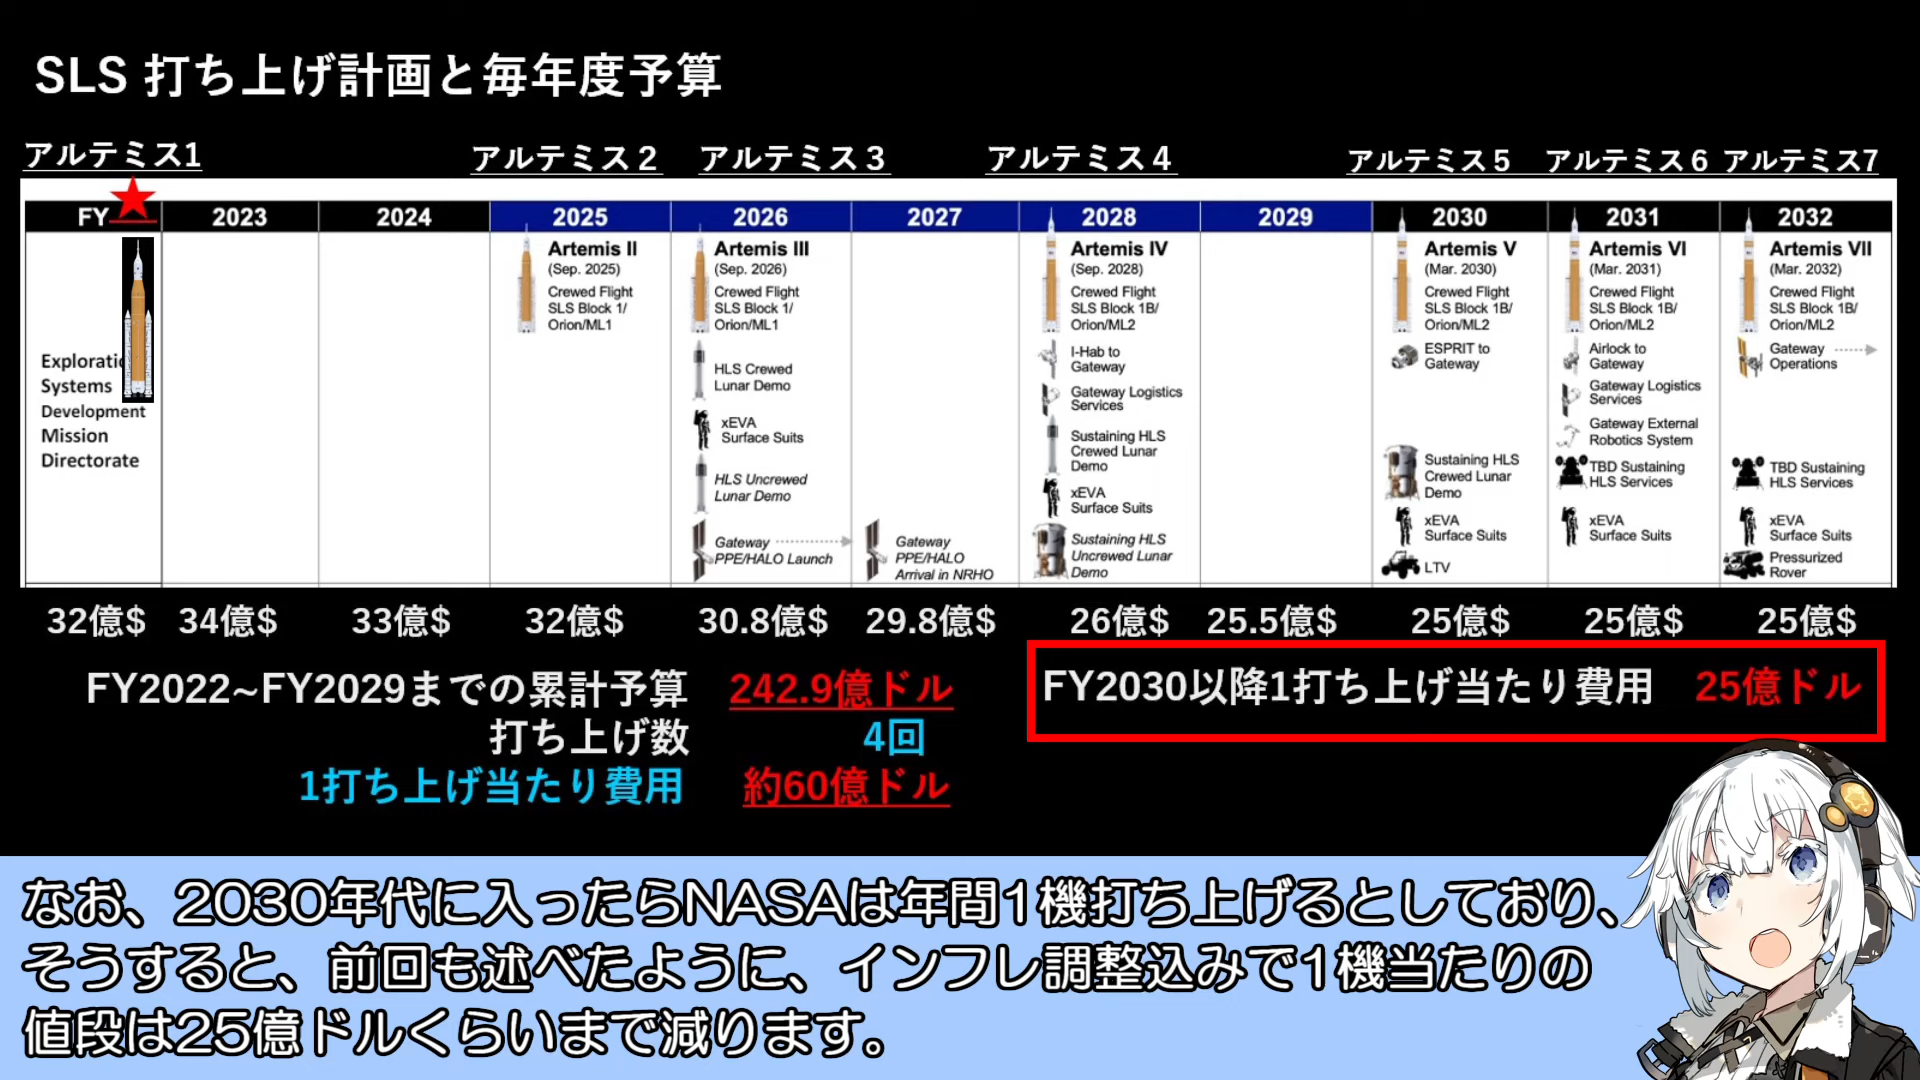 SLS 打ち上げ計画と毎年度予算
アルテミス1
アルテミス2
アルテミス3
アルテミス4
アルテミス5
アルテミス6
アルテミス7
FY
2023
2024
2025
2026
2027
2028
2029
2030
2031
2032
Systems
Development
Mission
Directorate
Artemis II
(Sep. 2025)
Crewed Flight
SLS Block 1/
Orion/ML1
Artemis III
(Sep. 2026)
Crewed Flight
SLS Block 1/
Orion/ML1
HLS Crewed
Lunar Demo
xEVA
Surface Suits
HLS Uncrewed
Lunar Demo
Gateway
PPE/HALO Launch
Gateway
PPE/HALO
Arrival in NRHO
Artemis IV
(Sep. 2028)
Crewed Flight
SLS Block 1B/
Orion/ML2
I-Hab to
Gateway
Gateway Logistics
Services
Sustaining HLS
Crewed Lunar
Demo
xEVA
Surface Suits
Sustaining HLS
Uncrewed Lunar
Demo
Artemis V
(Mar. 2030)
Crewed Flight
SLS Block 1B/
Orion/ML2
ESPRIT to
Gateway
Sustaining HLS
Crewed Lunar
Demo
xEVA
Surface Suits
LTV
Artemis VI
(Mar. 2031)
Crewed Flight
SLS Block 1B/
Orion/ML2
Airlock to
Gateway
Gateway Logistics
Services
Gateway External
Robotics System
TBD Sustaining
HLS Services
xEVA
Surface Suits
Artemis VII
(Mar. 2032)
Crewed Flight
SLS Block 1B/
Orion/ML2
Gateway
Operations
TBD Sustaining
HLS Services
xEVA
Surface Suits
Pressurized
Rover
32億$ 34億$ 33億$ 32億$ 30.8億$ 29.8億$ 26億$ 25.5億$ 25億$ 25億$ 25億$
FY2022~FY2029までの累計予算 242.9億ドル
打ち上げ数 4回
1打ち上げ当たり費用 約60億ドル
FY2030以降1打ち上げ当たり費用 25億ドル
なお、2030年代に入ったらNASAは年間1機打ち上げるとしており、
そうすると、前回も述べたように、インフレ調整込みで1機当たりの
値段は25億ドルくらいまで減ります。